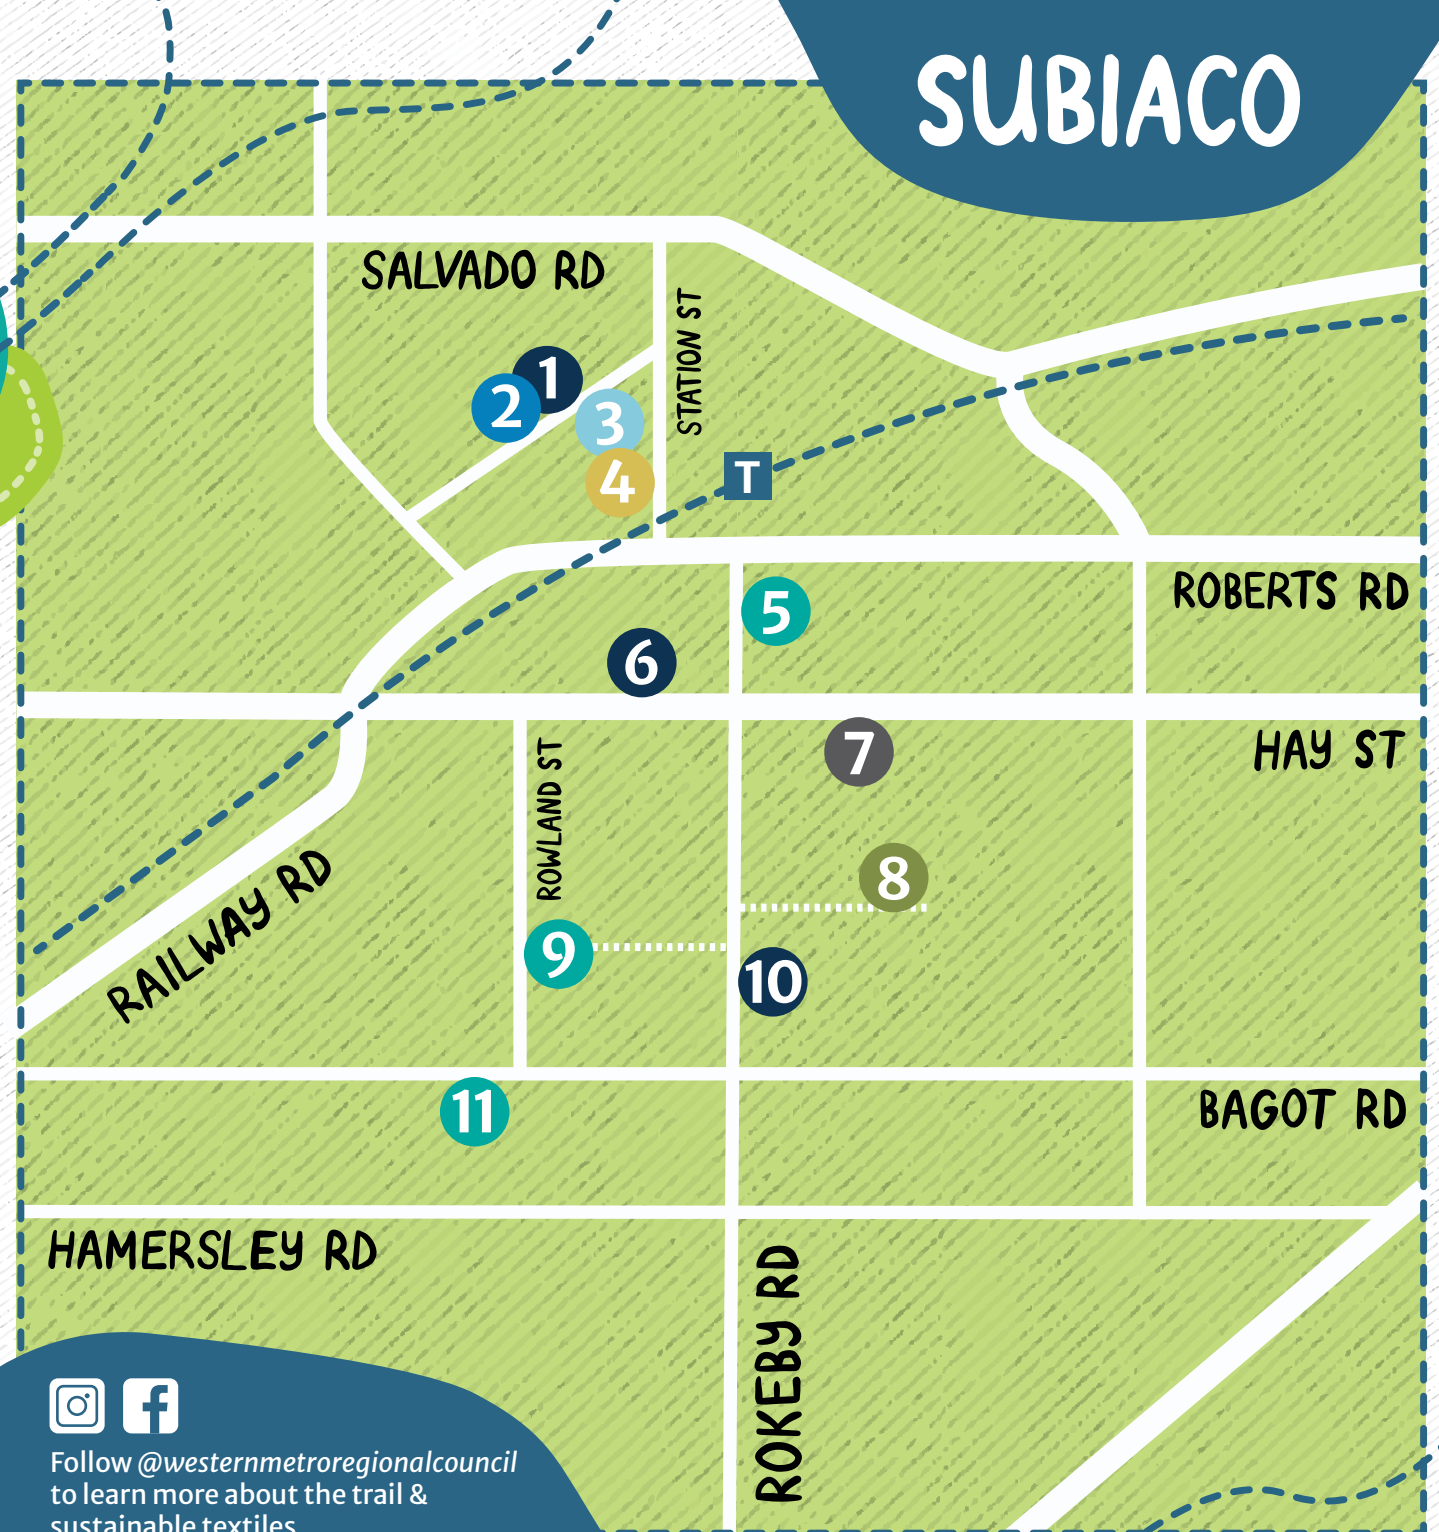 SUBIACO
SALVADO RD
STATION ST
1
2
3
4
T
5
ROBERTS RD
6
HAY ST
7
ROWLAND ST
8
RAILWAY RD
9
10
BAGOT RD
11
HAMERSLEY RD
ROKEBY RD
Follow @westernmetroregionalcouncil
to learn more about the trail &
sustainable textiles